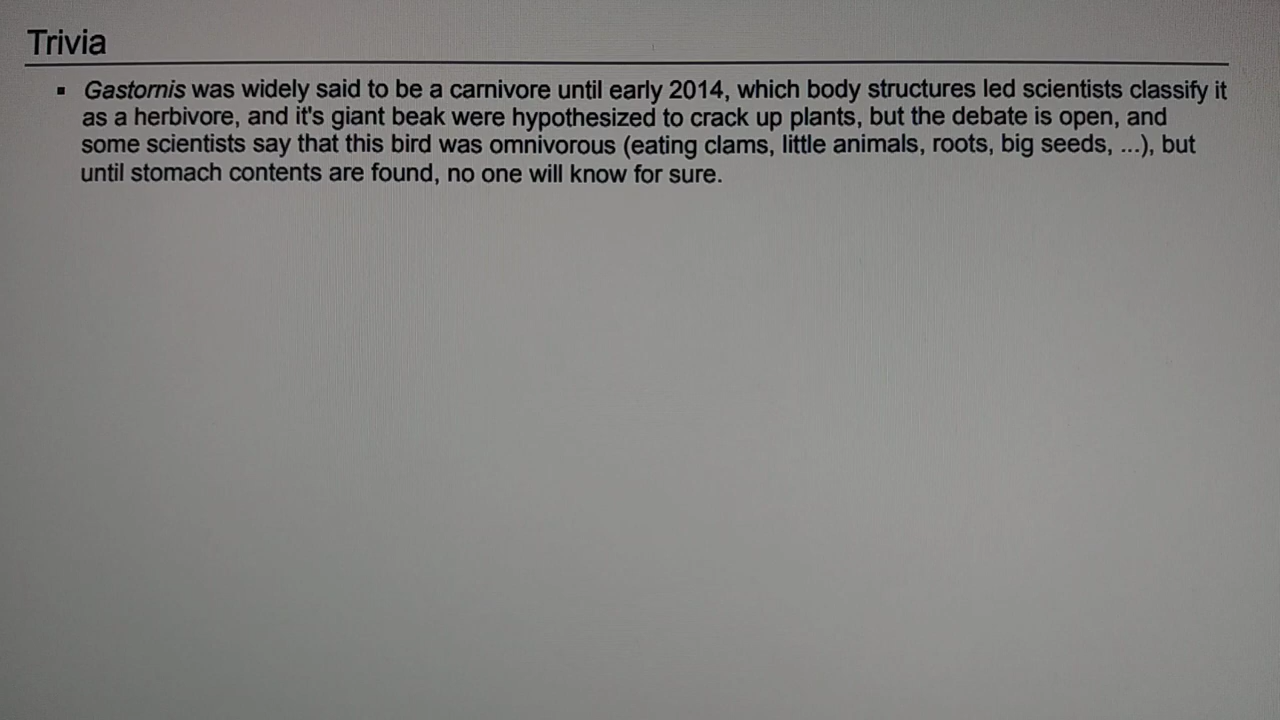 Trivia
▪ Gastornis was widely said to be a carnivore until early 2014, which body structures led scientists classify it
as a herbivore, and it's giant beak were hypothesized to crack up plants, but the debate is open, and
some scientists say that this bird was omnivorous (eating clams, little animals, roots, big seeds, ...), but
until stomach contents are found, no one will know for sure.